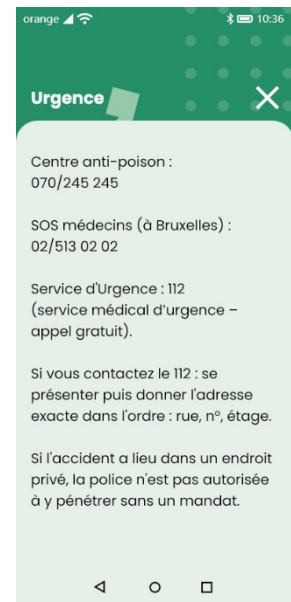 orange 10:36
Urgence
Centre anti-poison :
070/245 245
SOS médecins (à Bruxelles) :
02/513 02 02
Service d'Urgence : 112
(service médical d'urgence –
appel gratuit).
Si vous contactez le 112 : se
présenter puis donner l'adresse
exacte dans l'ordre : rue, n°, étage.
Si l'accident a lieu dans un endroit
privé, la police n'est pas autorisée
à y pénétrer sans un mandat.